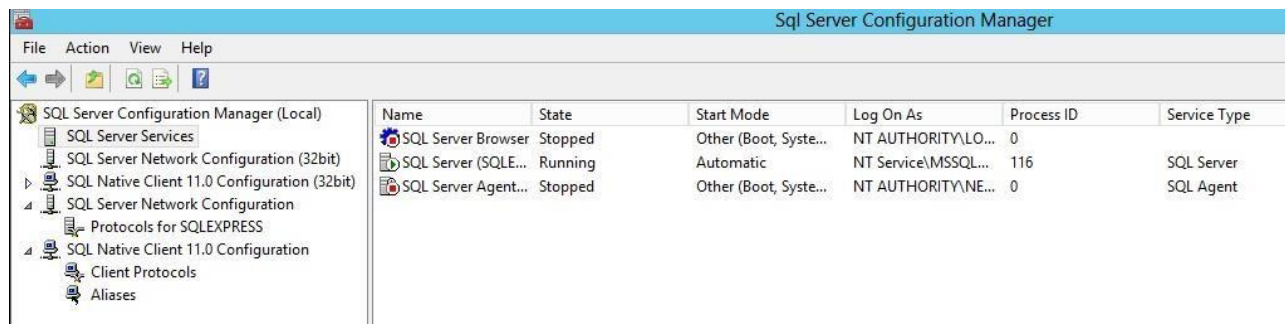 Sql Server Configuration Manager
File Action View Help
SQL Server Configuration Manager (Local)
SQL Server Services
SQL Server Network Configuration (32bit)
SQL Native Client 11.0 Configuration (32bit)
SQL Server Network Configuration
Protocols for SQLEXPRESS
SQL Native Client 11.0 Configuration
Client Protocols
Aliases
Name State Start Mode Log On As Process ID Service Type
SQL Server Browser Stopped Other (Boot, Syste... NT AUTHORITY\LO... 0
SQL Server (SQLE... Running Automatic NT Service\MSSQL... 116 SQL Server
SQL Server Agent... Stopped Other (Boot, Syste... NT AUTHORITY\NE... 0 SQL Agent